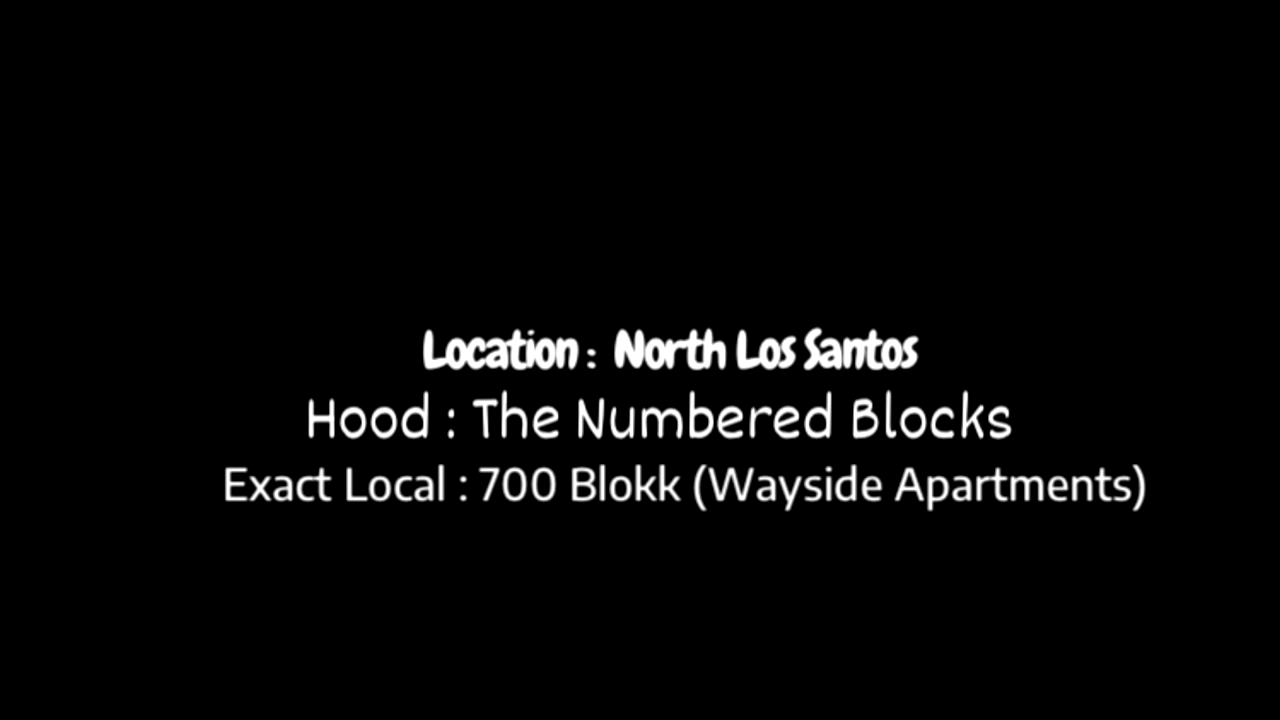 Location : North Los Santos
Hood : The Numbered Blocks
Exact Local : 700 Blokk (Wayside Apartments)